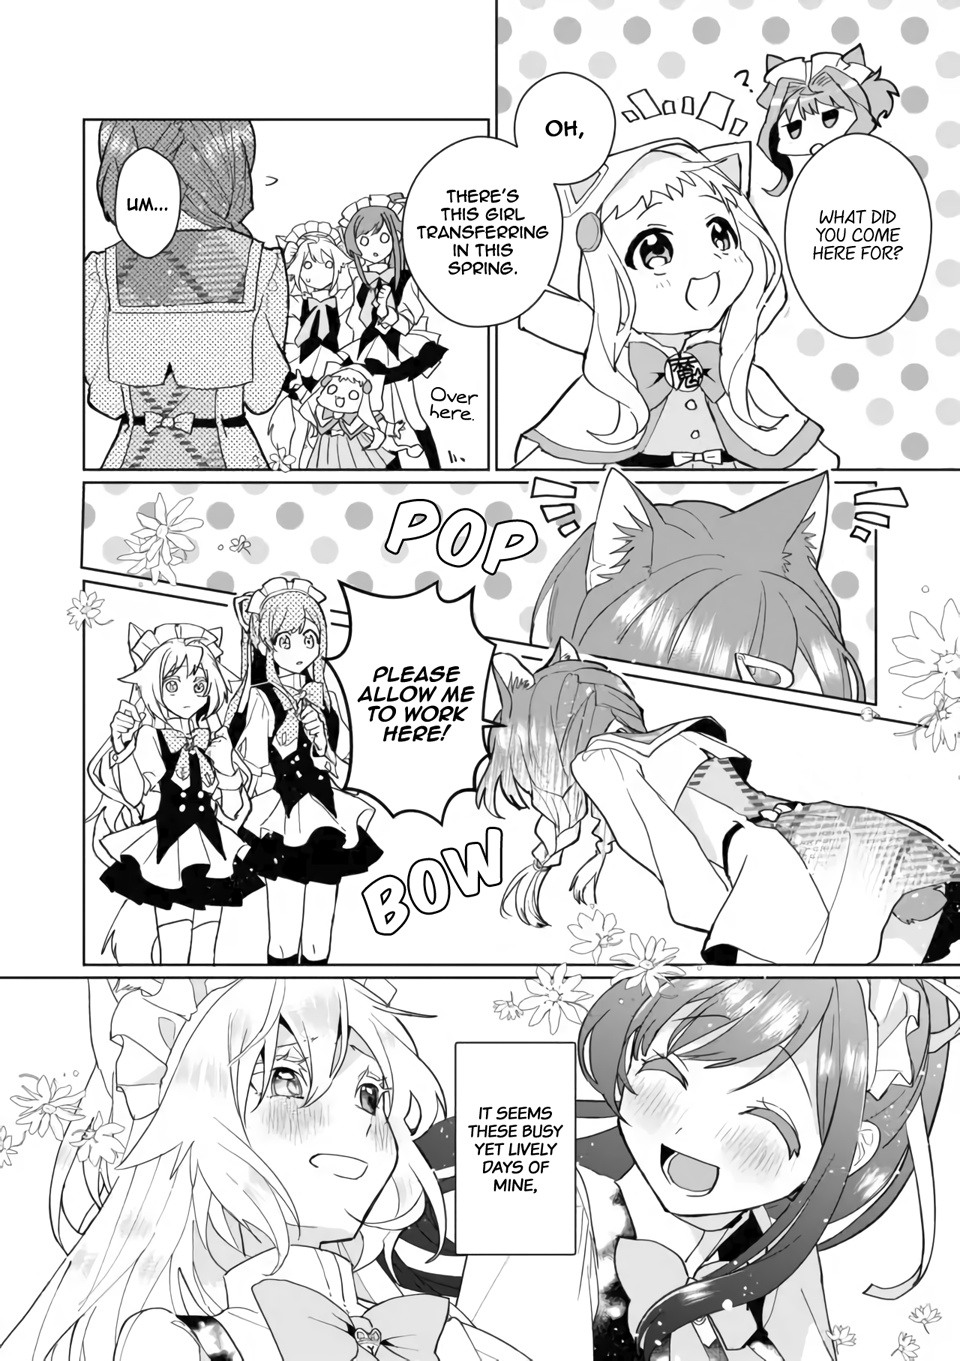 WHAT DID
YOU COME
HERE FOR?
?
OH,
THERE'S
THIS GIRL
TRANSFERRING
IN THIS
SPRING.
魔
UM...
Over
here.
POP
PLEASE
ALLOW ME
TO WORK
HERE!
BOW
IT SEEMS
THESE BUSY
YET LIVELY
DAYS OF
MINE,